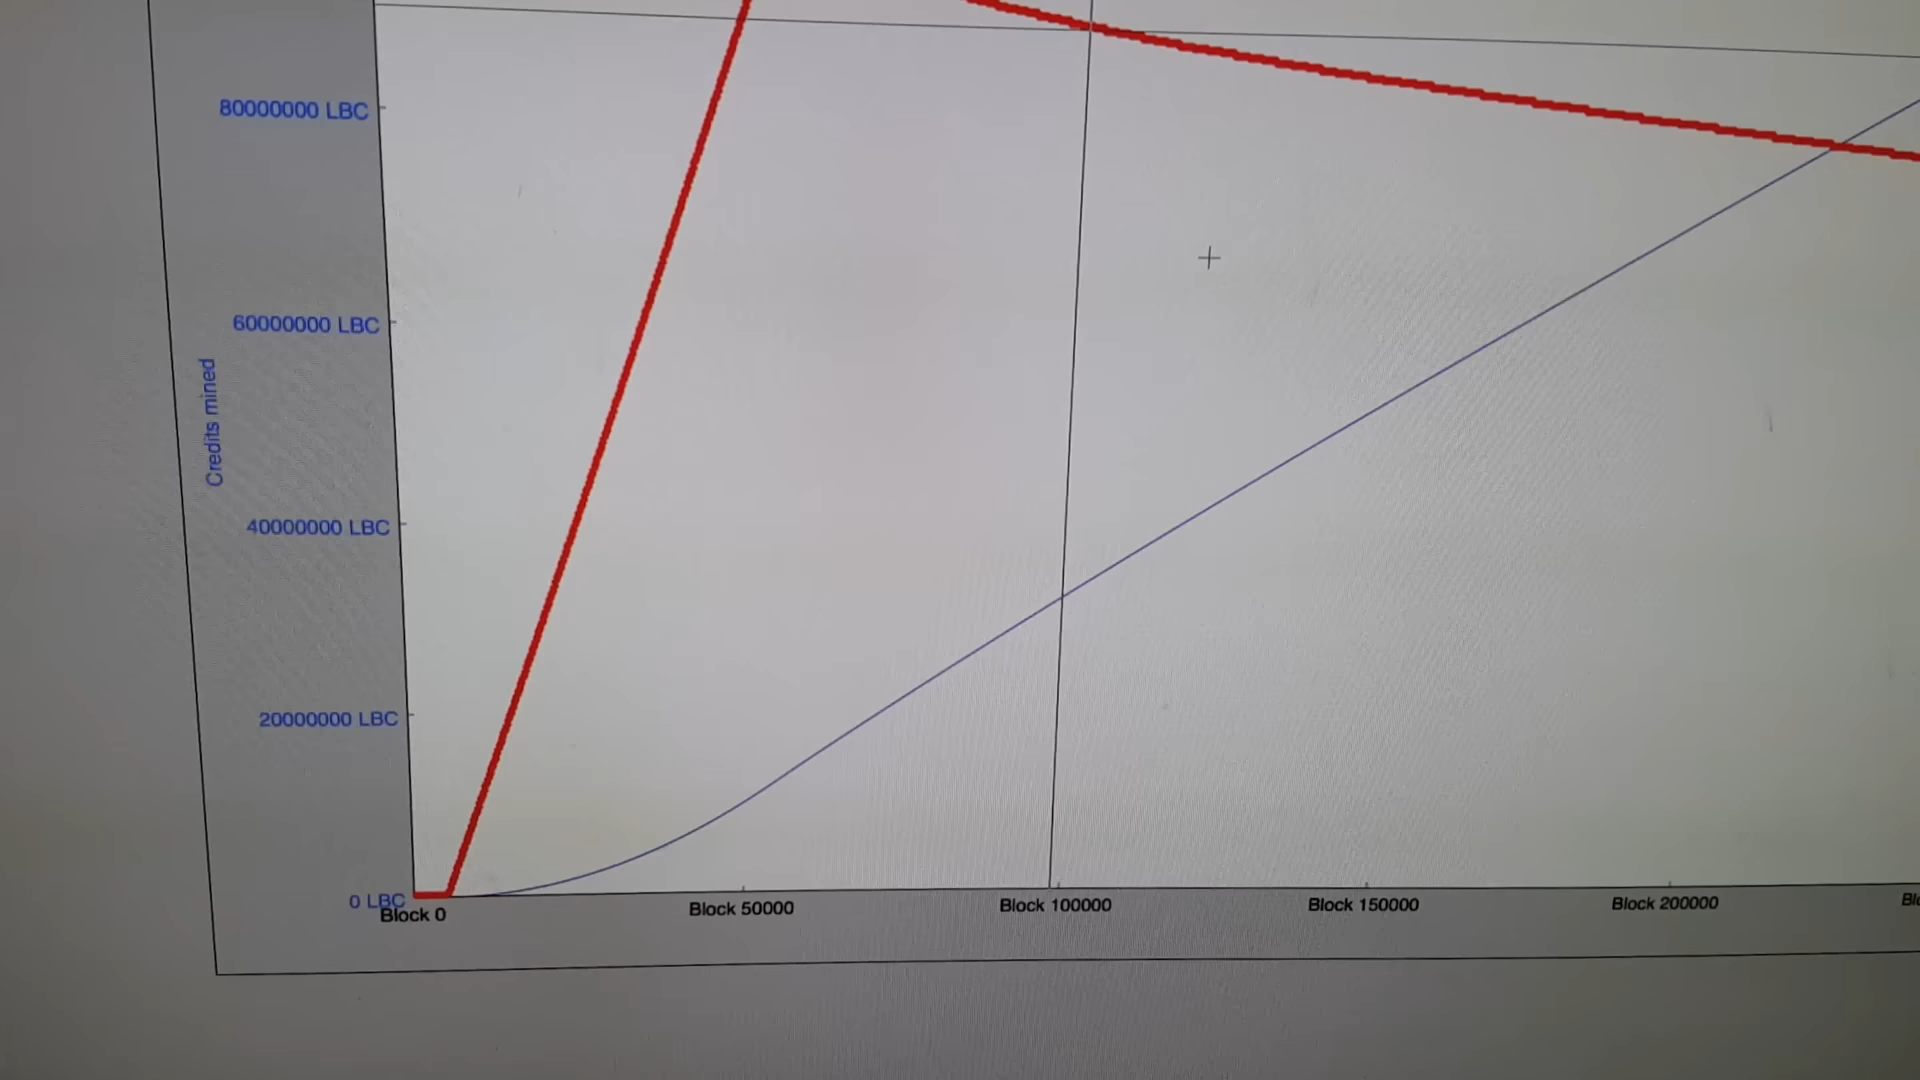 80000000 LBC
60000000 LBC
Credits mined
40000000 LBC
20000000 LBC
0 LBC
Block 0
Block 50000
Block 100000
Block 150000
Block 200000